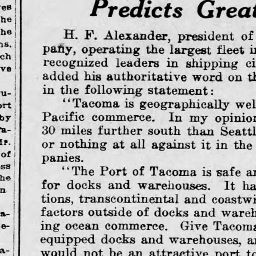 Predicts Great
H. F. Alexander, president of
pany, operating the largest fleet in
recognized leaders in shipping ci
added his authoritative word on th
in the following statement:
"Tacoma is geographically wel
Pacific commerce. In my opinion
30 miles further south than Seattl
or nothing at all against it in the
panies.
"The Port of Tacoma is safe an
for docks and warehouses. It ha
tions, transcontinental and coastwi
factors outside of docks and wareh
ing ocean commerce. Give Tacoma
equipped docks and warehouses, a
would not be an attractive port to